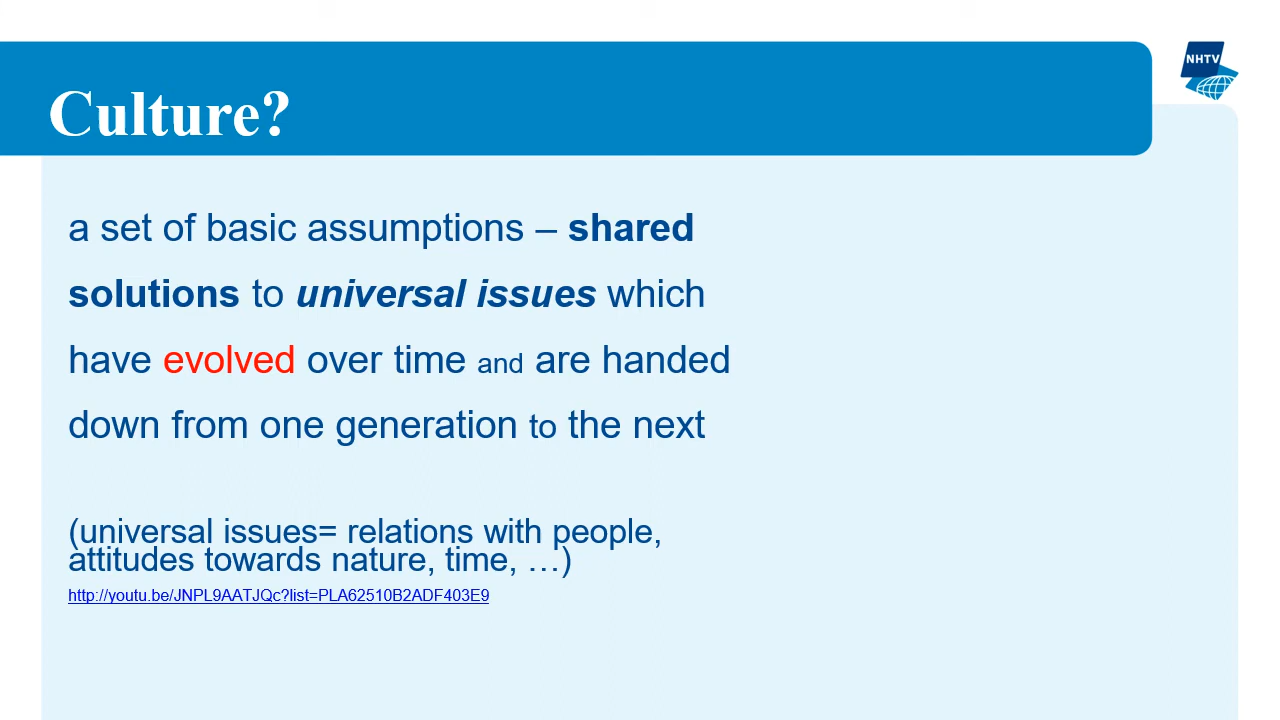 NHTV
Culture?
a set of basic assumptions – shared
solutions to universal issues which
have evolved over time and are handed
down from one generation to the next
(universal issues= relations with people,
attitudes towards nature, time, …)
http://youtu.be/JNPL9AATJQc?list=PLA62510B2ADF403E9